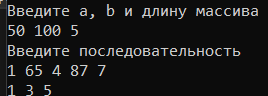 Введите a, b и длину массива
50 100 5
Введите последовательность
1 65 4 87 7
1 3 5